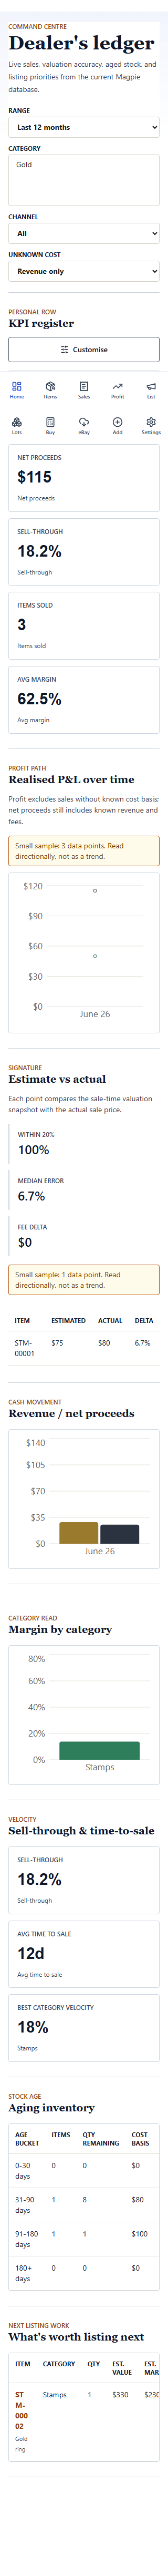 COMMAND CENTRE
Dealer's ledger
Live sales, valuation accuracy, aged stock, and
listing priorities from the current Magpie
database.
RANGE
Last 12 months
CATEGORY
Gold
CHANNEL
All
UNKNOWN COST
Revenue only
PERSONAL ROW
KPI register
Customise
Home Items Sales Profit List
Lots Buy eBay Add Settings
NET PROCEEDS
$115
Net proceeds
SELL-THROUGH
18.2%
Sell-through
ITEMS SOLD
3
Items sold
AVG MARGIN
62.5%
Avg margin
PROFIT PATH
Realised P&L over time
Profit excludes sales without known cost basis;
net proceeds still includes known revenue and
fees.
Small sample: 3 data points. Read
directionally, not as a trend.
$120
$90
$60
$30
$0
June 26
SIGNATURE
Estimate vs actual
Each point compares the sale-time valuation
snapshot with the actual sale price.
WITHIN 20%
100%
MEDIAN ERROR
6.7%
FEE DELTA
$0
Small sample: 1 data point. Read
directionally, not as a trend.
ITEM ESTIMATED ACTUAL DELTA
STM- $75 $80 6.7%
00001
CASH MOVEMENT
Revenue / net proceeds
$140
$105
$70
$35
$0
June 26
CATEGORY READ
Margin by category
80%
60%
40%
20%
0%
Stamps
VELOCITY
Sell-through & time-to-sale
SELL-THROUGH
18.2%
Sell-through
AVG TIME TO SALE
12d
Avg time to sale
BEST CATEGORY VELOCITY
18%
Stamps
STOCK AGE
Aging inventory
AGE ITEMS QTY COST
BUCKET REMAINING BASIS
0-30 0 0 $0
days
31-90 1 8 $80
days
91-180 1 1 $100
days
180+ 0 0 $0
days
NEXT LISTING WORK
What's worth listing next
ITEM CATEGORY QTY EST. EST.
VALUE MAR
ST Stamps 1 $330 $230
M-
000
02
Gold
ring